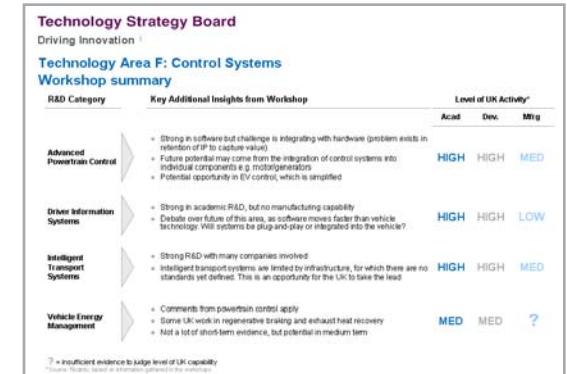 Technology Strategy Board
Driving Innovation
Technology Area F: Control Systems
Workshop summary
R&D Category
Key Additional Insights from Workshop
Level of UK Activity*
Acad
Dev.
Mfg
Advanced
Powertrain Control
• Strong in software but challenge is integrating with hardware (problem exists in
retention of IP to capture value)
• Future potential may come from the integration of control systems into
individual components e.g. motor/generators
• Potential opportunity in EV control, which is simplified
HIGH
HIGH
MED
Driver Information
Systems
• Strong in academic R&D, but no manufacturing capability
• Debate over future of this area, as software moves faster than vehicle
technology. Will systems be plug-and-play or integrated into the vehicle?
HIGH
HIGH
LOW
Intelligent
Transport
Systems
• Strong R&D with many companies involved
• Intelligent transport systems are limited by infrastructure, for which there are no
standards yet defined. This is an opportunity for the UK to take the lead
HIGH
HIGH
MED
Vehicle Energy
Management
• Comments from powertrain control apply
• Some UK work in regenerative braking and exhaust heat recovery
• Not a lot of short-term evidence, but potential in medium term
MED
MED
?
? = insufficient evidence to judge level of UK capability
*Source: Ricardo, based on information gathered in the workshops